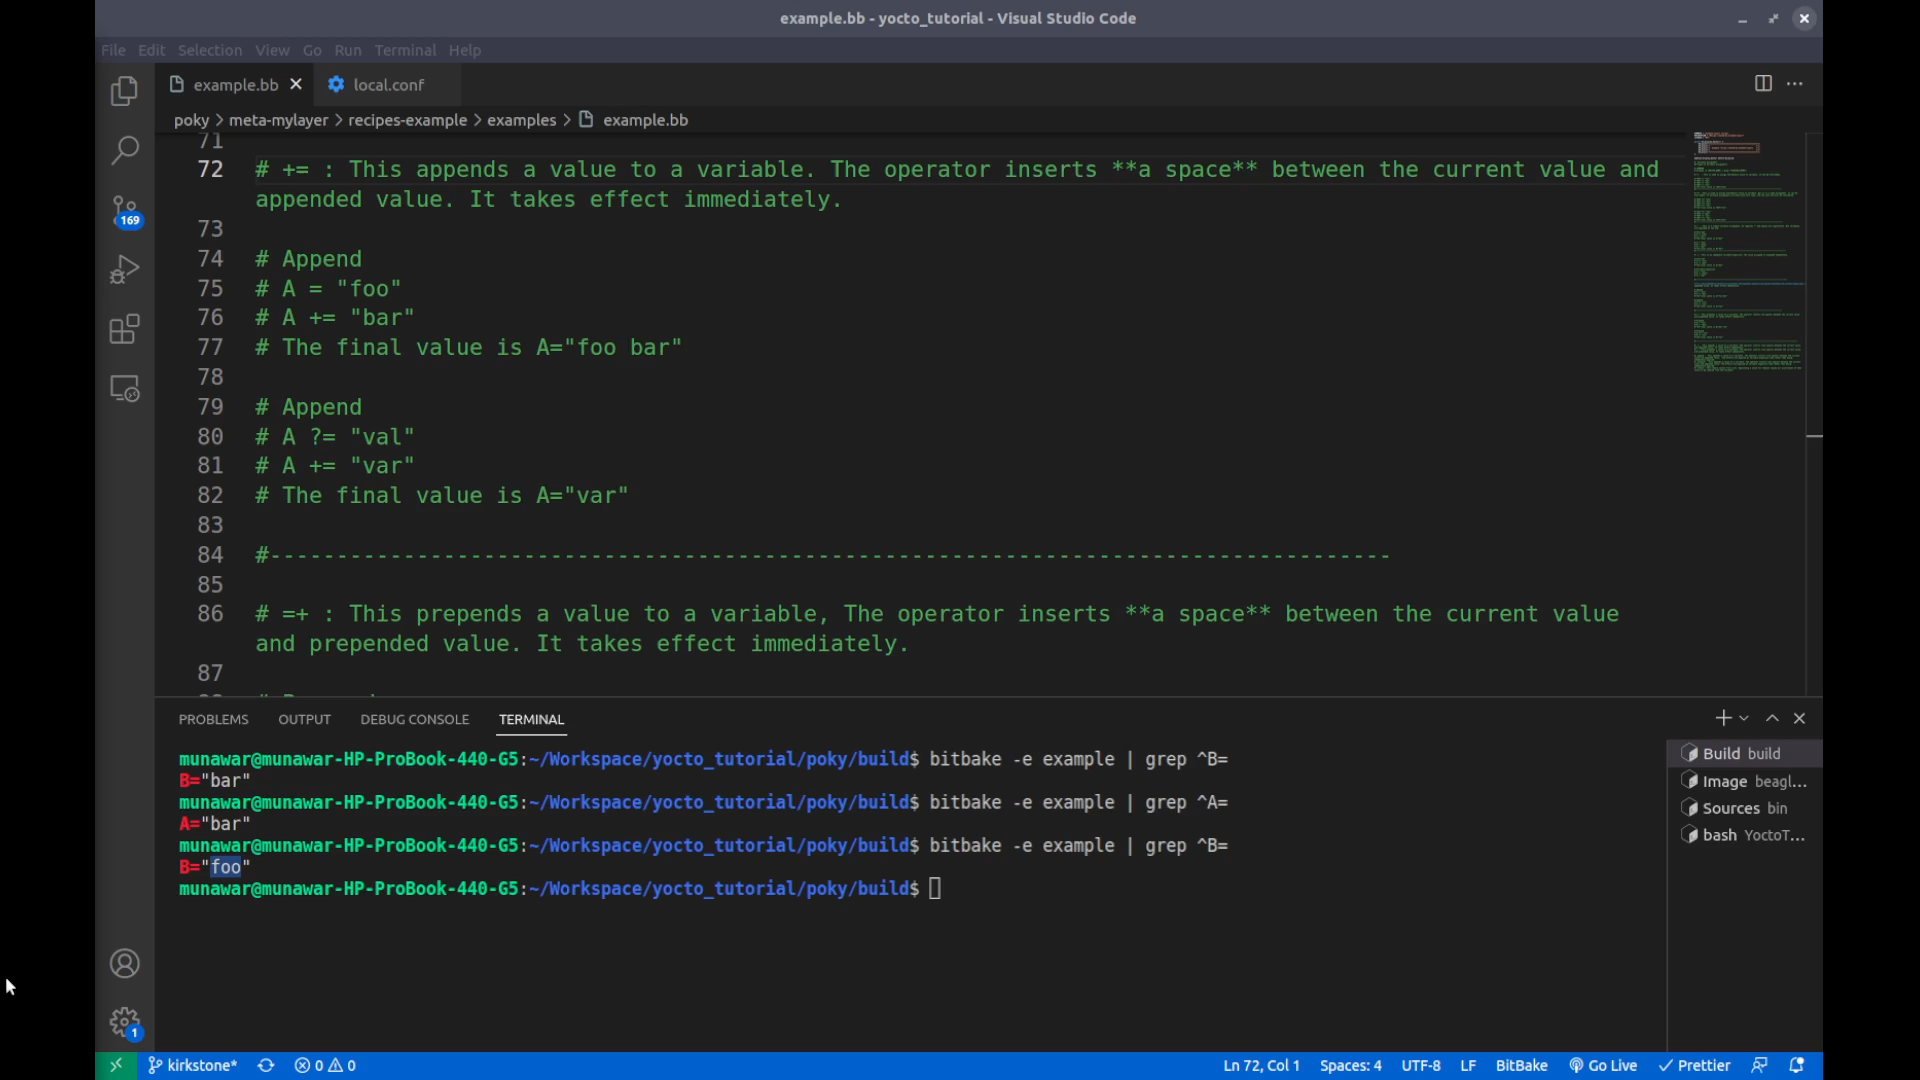 example.bb - yocto_tutorial - Visual Studio Code
File Edit Selection View Go Run Terminal Help
example.bb local.conf
poky > meta-mylayer > recipes-example > examples > example.bb
71
72 # += : This appends a value to a variable. The operator inserts **a space** between the current value and
appended value. It takes effect immediately.
73
74 # Append
75 # A = "foo"
76 # A += "bar"
77 # The final value is A="foo bar"
78
79 # Append
80 # A ?= "val"
81 # A += "var"
82 # The final value is A="var"
83
84 #------------------------------------------------------------------------------------
85
86 # =+ : This prepends a value to a variable, The operator inserts **a space** between the current value
and prepended value. It takes effect immediately.
87
169
PROBLEMS OUTPUT DEBUG CONSOLE TERMINAL
munawar@munawar-HP-ProBook-440-G5:~/Workspace/yocto_tutorial/poky/build$ bitbake -e example | grep ^B=
B="bar"
munawar@munawar-HP-ProBook-440-G5:~/Workspace/yocto_tutorial/poky/build$ bitbake -e example | grep ^A=
A="bar"
munawar@munawar-HP-ProBook-440-G5:~/Workspace/yocto_tutorial/poky/build$ bitbake -e example | grep ^B=
B="foo"
munawar@munawar-HP-ProBook-440-G5:~/Workspace/yocto_tutorial/poky/build$
Build build
Image beagl...
Sources bin
bash YoctoT...
1
kirkstone* 0 0 Ln 72, Col 1 Spaces: 4 UTF-8 LF BitBake Go Live Prettier